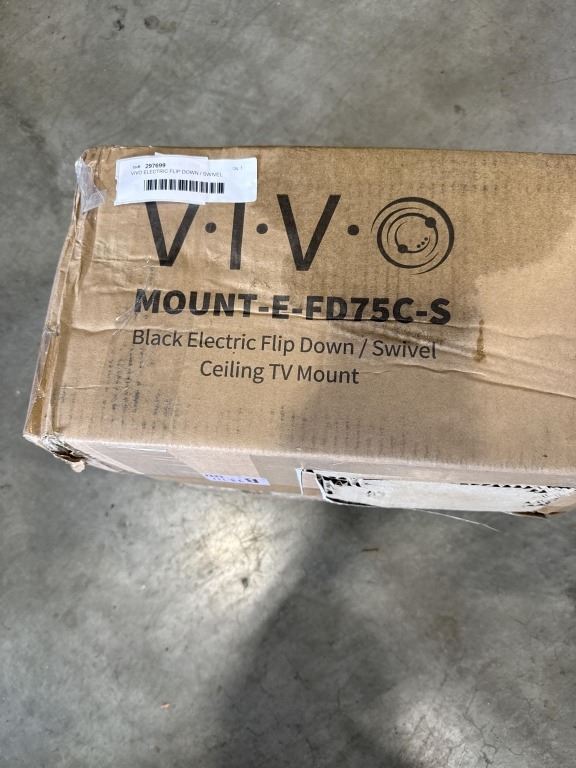 297699
VIVO ELECTRIC FLIP DOWN / SWIVEL
V·I·V·O
MOUNT-E-FD75C-S
Black Electric Flip Down / Swivel
Ceiling TV Mount